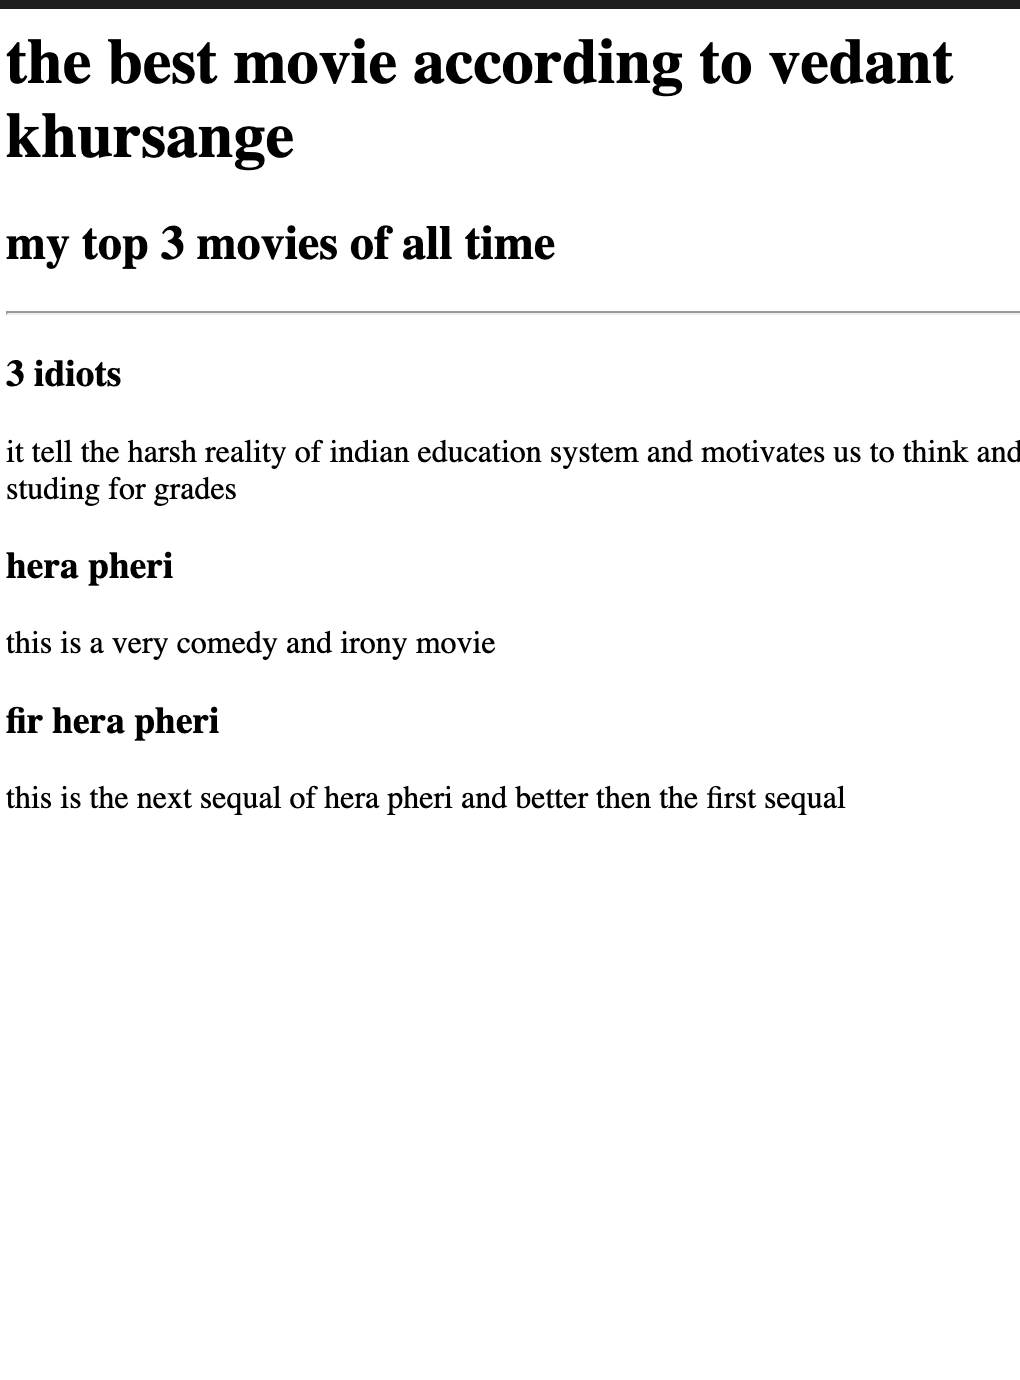 the best movie according to vedant
khursange
my top 3 movies of all time
3 idiots
it tell the harsh reality of indian education system and motivates us to think and
studing for grades
hera pheri
this is a very comedy and irony movie
fir hera pheri
this is the next sequal of hera pheri and better then the first sequal